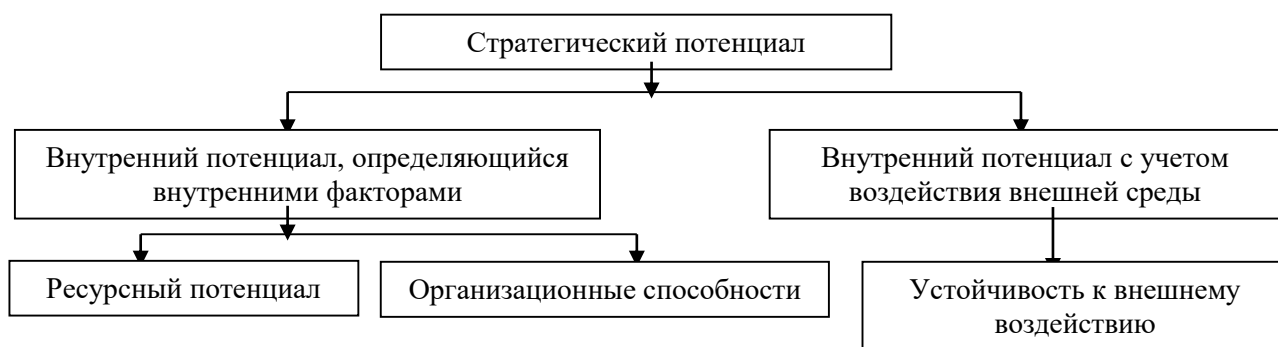 Стратегический потенциал
Внутренний потенциал, определяющийся
внутренними факторами
Внутренний потенциал с учетом
воздействия внешней среды
Ресурсный потенциал
Организационные способности
Устойчивость к внешнему
воздействию